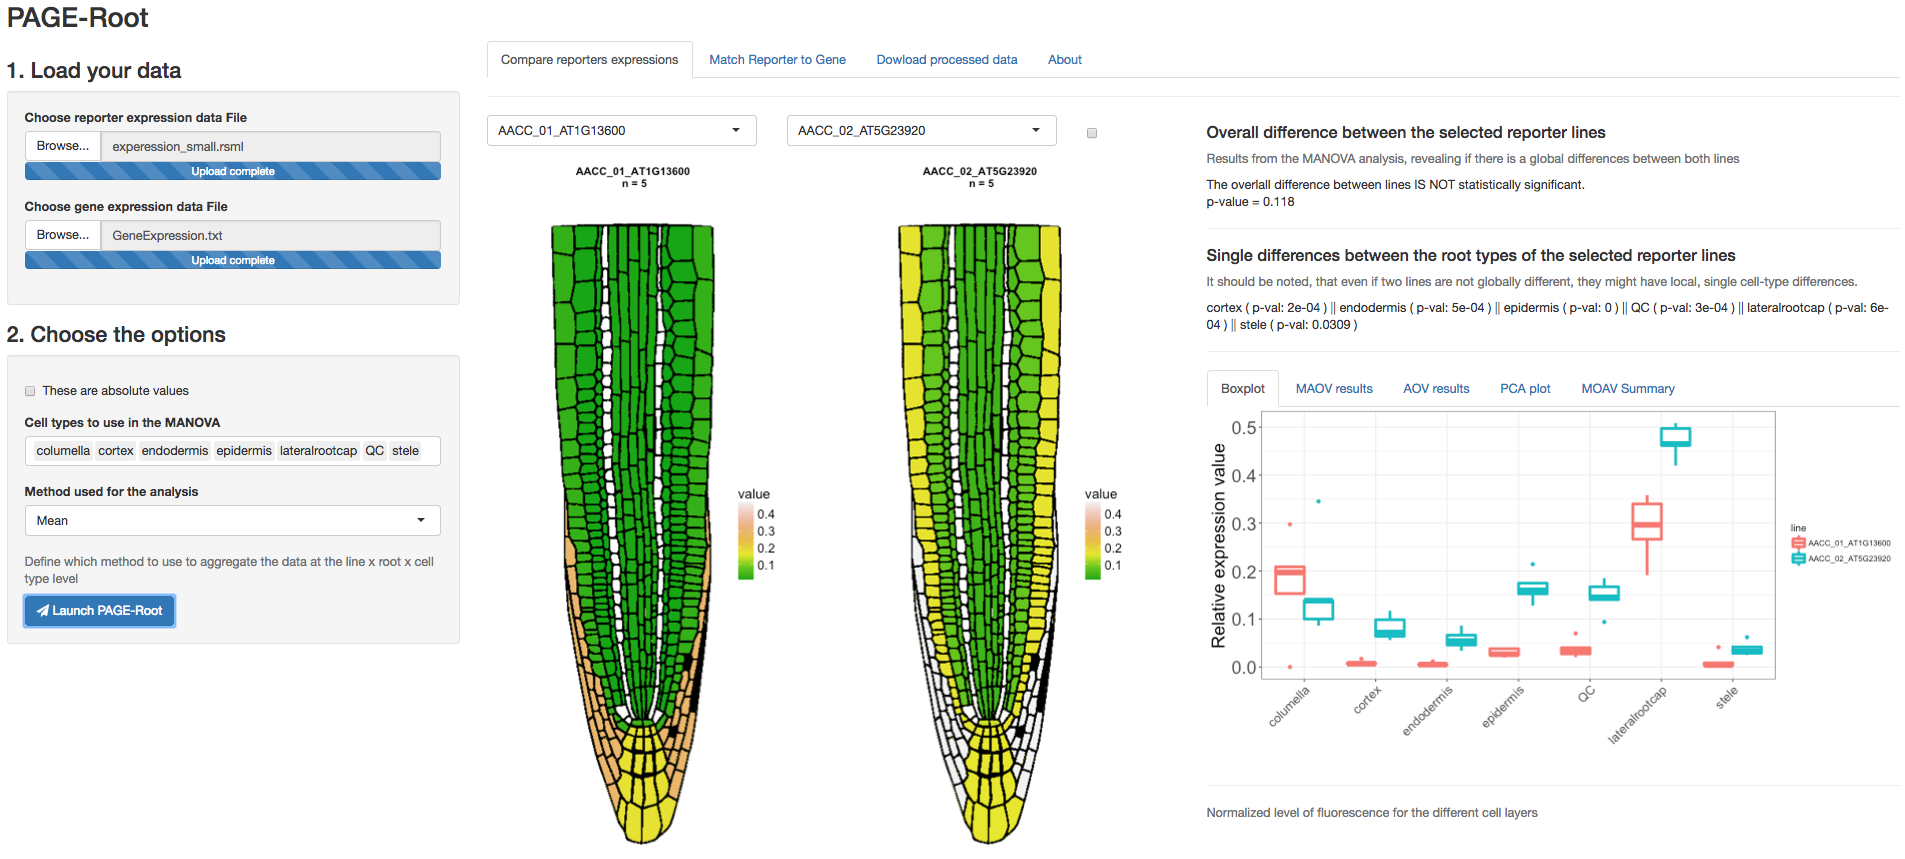 PAGE-Root
1. Load your data
Choose reporter expression data File
Browse... experession_small.rsml
Upload complete
Choose gene expression data File
Browse... GeneExpression.txt
Upload complete
2. Choose the options
These are absolute values
Cell types to use in the MANOVA
columella cortex endodermis epidermis lateralrootcap QC stele
Method used for the analysis
Mean
Define which method to use to aggregate the data at the line x root x cell
type level
Launch PAGE-Root
Compare reporters expressions Match Reporter to Gene Dowload processed data About
AACC_01_AT1G13600 AACC_02_AT5G23920
AACC_01_AT1G13600
n = 5
value
0.4
0.3
0.2
0.1
AACC_02_AT5G23920
n = 5
value
0.4
0.3
0.2
0.1
Overall difference between the selected reporter lines
Results from the MANOVA analysis, revealing if there is a global differences between both lines
The overlall difference between lines IS NOT statistically significant.
p-value = 0.118
Single differences between the root types of the selected reporter lines
It should be noted, that even if two lines are not globally different, they might have local, single cell-type differences.
cortex ( p-val: 2e-04 ) || endodermis ( p-val: 5e-04 ) || epidermis ( p-val: 0 ) || QC ( p-val: 3e-04 ) || lateralrootcap ( p-val: 6e-
04 ) || stele ( p-val: 0.0309 )
Boxplot MAOV results AOV results PCA plot MOAV Summary
Relative expression value
0.5
0.4
0.3
0.2
0.1
0.0
columella
cortex
endodermis
epidermis
QC
lateralrootcap
stele
line
AACC_01_AT1G13600
AACC_02_AT5G23920
Normalized level of fluorescence for the different cell layers